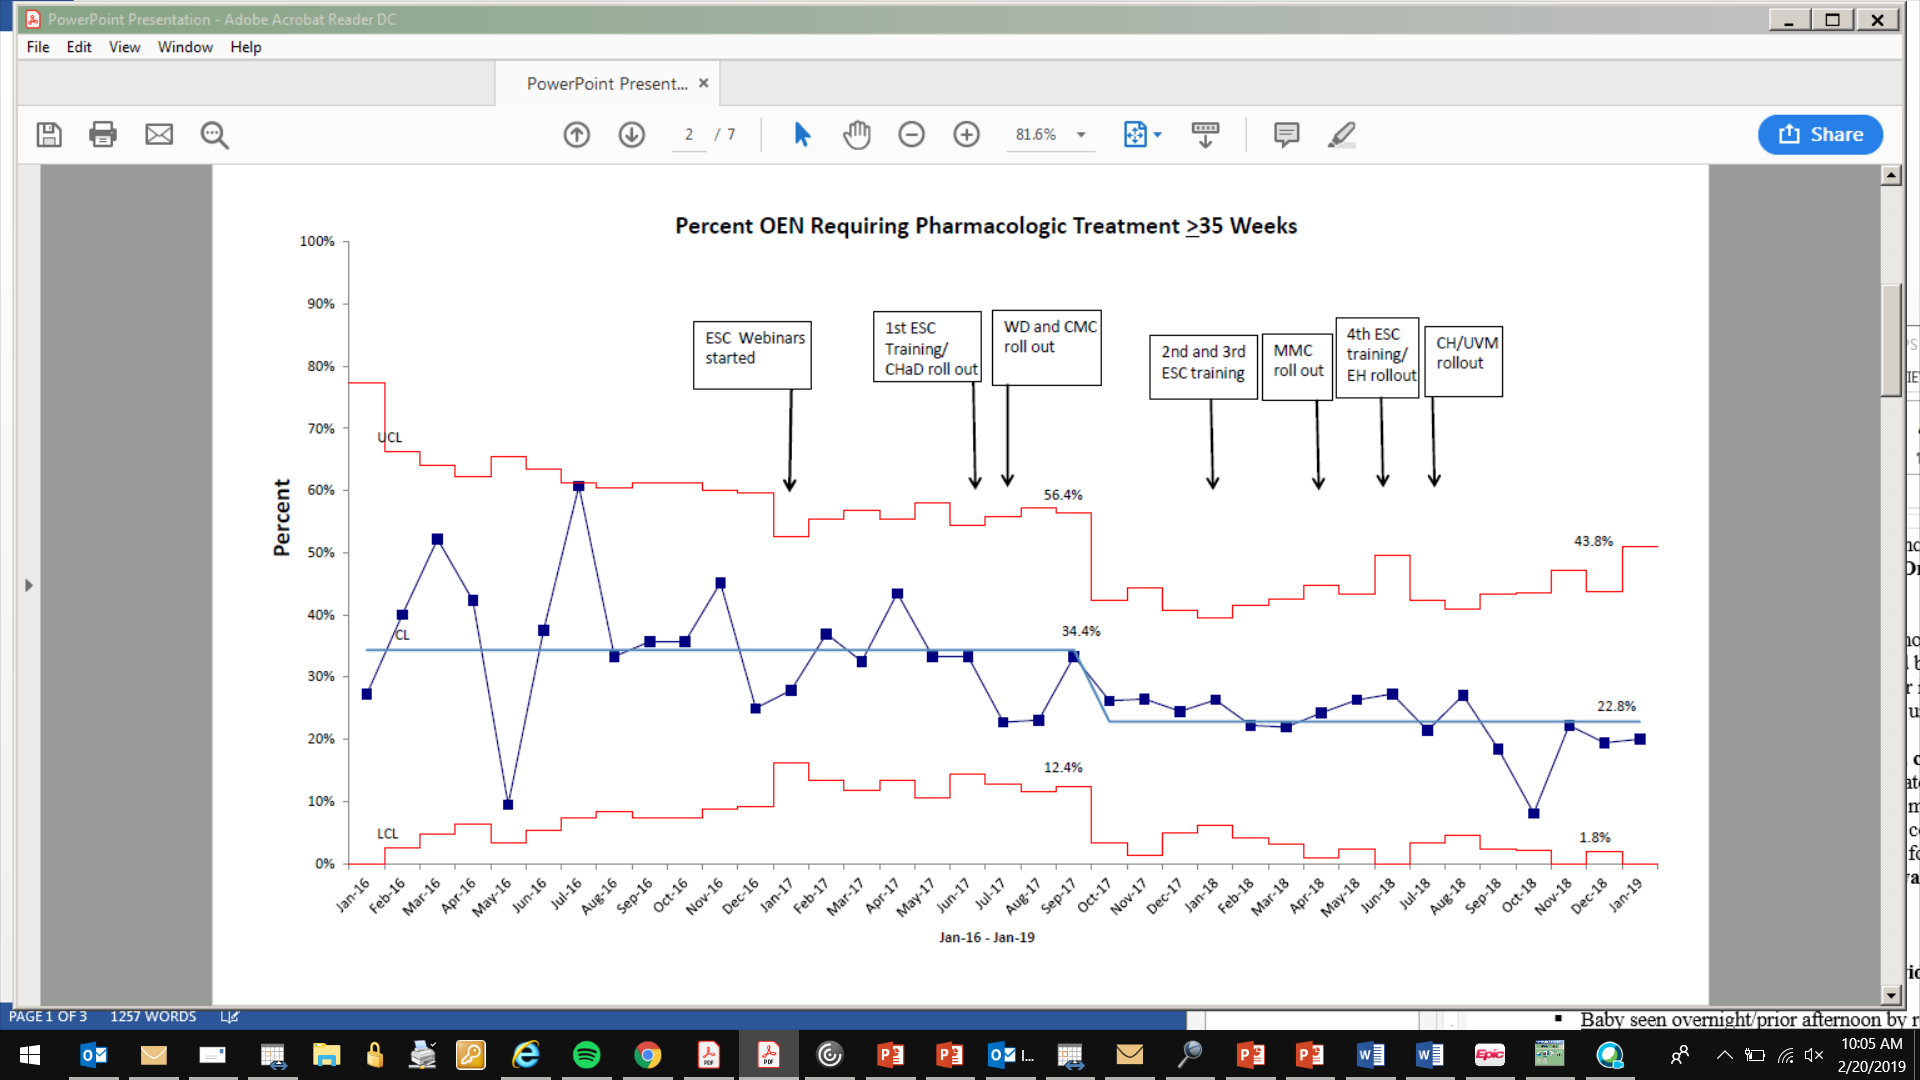 PowerPoint Presentation - Adobe Acrobat Reader DC
File Edit View Window Help
PowerPoint Present...
2 / 7
81.6%
Share
Percent OEN Requiring Pharmacologic Treatment >35 Weeks
100%
90%
80%
70%
60%
50%
40%
30%
20%
10%
0%
Percent
ESC Webinars
started
1st ESC
Training/
CHaD roll out
WD and CMC
roll out
2nd and 3rd
ESC training
MMC
roll out
4th ESC
training/
EH rollout
CH/UVM
rollout
UCL
CL
LCL
56.4%
34.4%
12.4%
43.8%
22.8%
1.8%
Jan-16
Feb-16
Mar-16
Apr-16
May-16
Jun-16
Jul-16
Aug-16
Sep-16
Oct-16
Nov-16
Dec-16
Jan-17
Feb-17
Mar-17
Apr-17
May-17
Jun-17
Jul-17
Aug-17
Sep-17
Oct-17
Nov-17
Dec-17
Jan-18
Feb-18
Mar-18
Apr-18
May-18
Jun-18
Jul-18
Aug-18
Sep-18
Oct-18
Nov-18
Dec-18
Jan-19
Jan-16 - Jan-19
PAGE 1 OF 3 1257 WORDS
Baby seen overnight/prior afternoon by
Epic
10:05 AM
2/20/2019